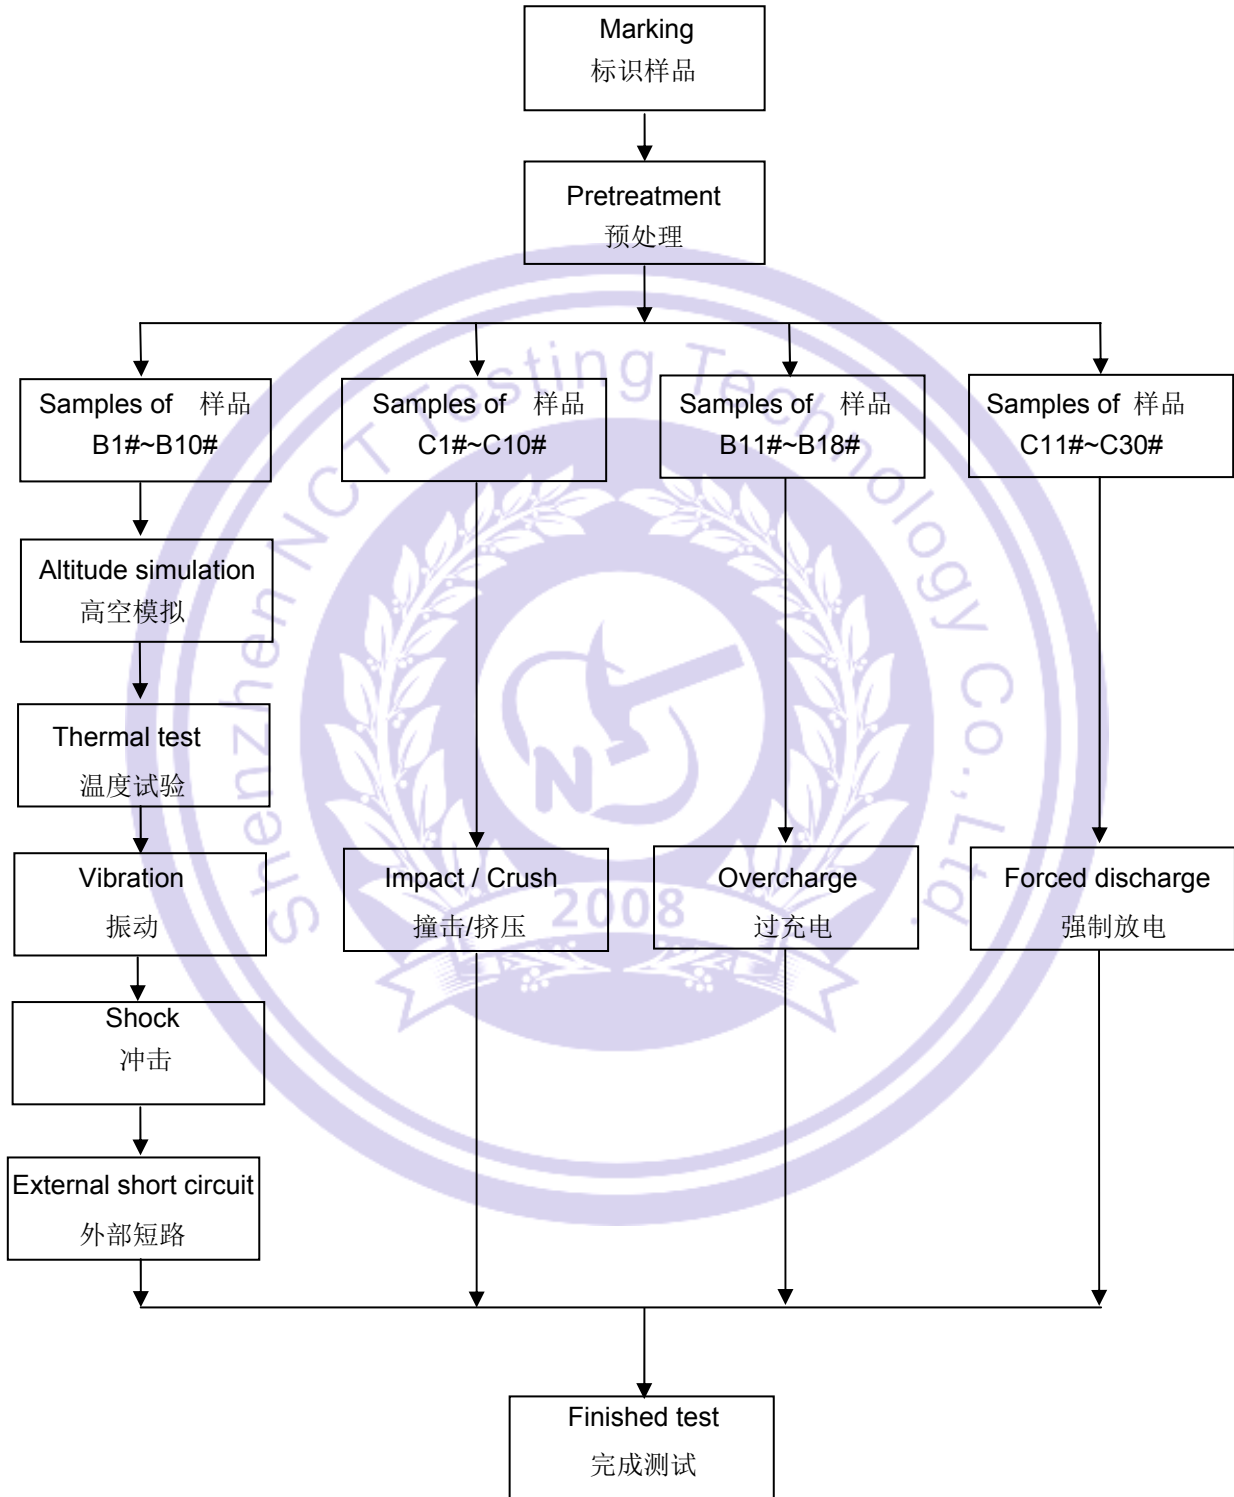 Marking
标识样品
Pretreatment
预处理
Samples of 样品
B1#~B10#
Samples of 样品
C1#~C10#
Samples of 样品
B11#~B18#
Samples of 样品
C11#~C30#
Altitude simulation
高空模拟
Thermal test
温度试验
Vibration
振动
Impact / Crush
撞击/挤压
Overcharge
过充电
Forced discharge
强制放电
Shock
冲击
External short circuit
外部短路
Finished test
完成测试
Shenzhen NCT Testing Technology Co.,Ltd.
N
2008